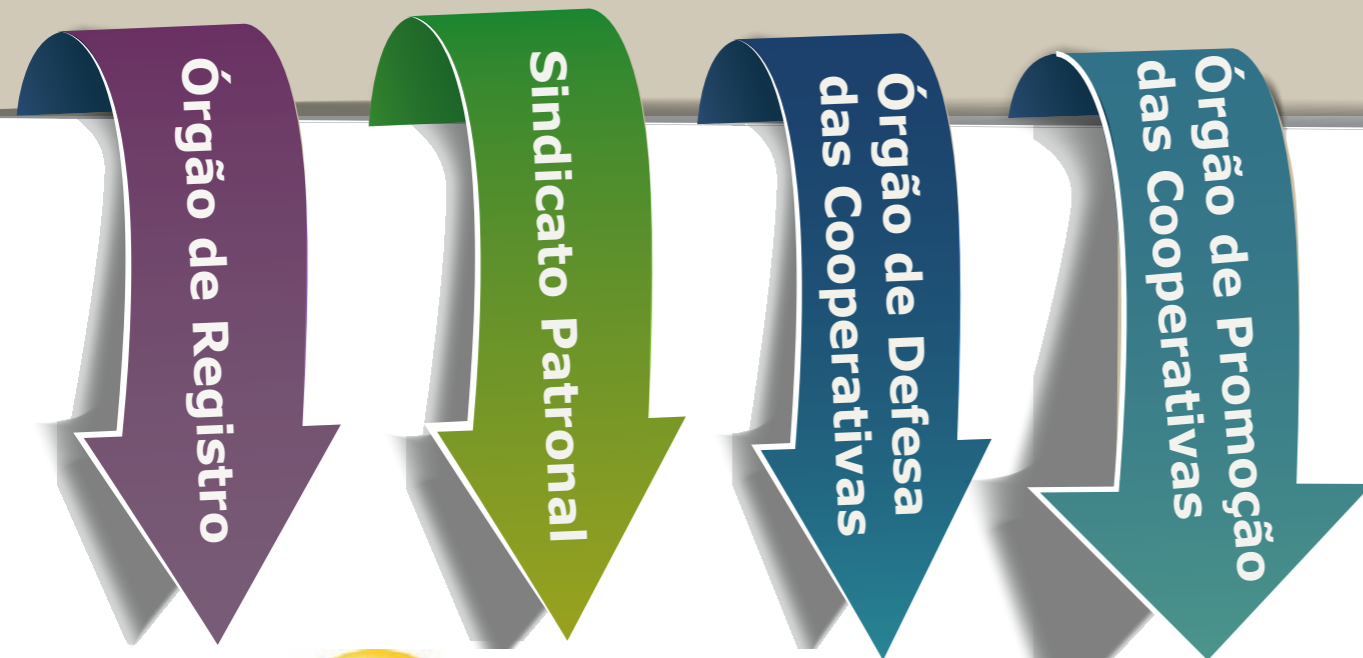 Órgão de Registro
Sindicato Patronal
Órgão de Defesa
das Cooperativas
Órgão de Promoção
das Cooperativas